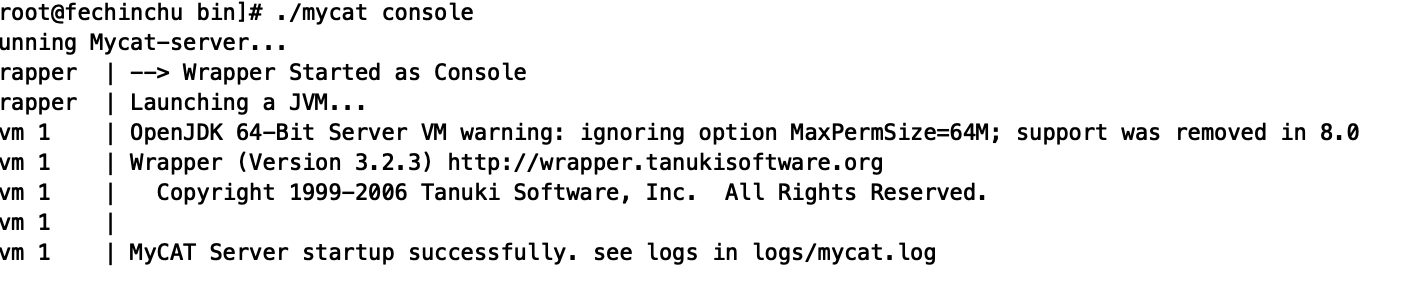 root@fechinchu bin]# ./mycat console
unning Mycat-server...
rapper  | --> Wrapper Started as Console
rapper  | Launching a JVM...
vm 1    | OpenJDK 64-Bit Server VM warning: ignoring option MaxPermSize=64M; support was removed in 8.0
vm 1    | Wrapper (Version 3.2.3) http://wrapper.tanukisoftware.org
vm 1    |   Copyright 1999-2006 Tanuki Software, Inc.  All Rights Reserved.
vm 1    |
vm 1    | MyCAT Server startup successfully. see logs in logs/mycat.log